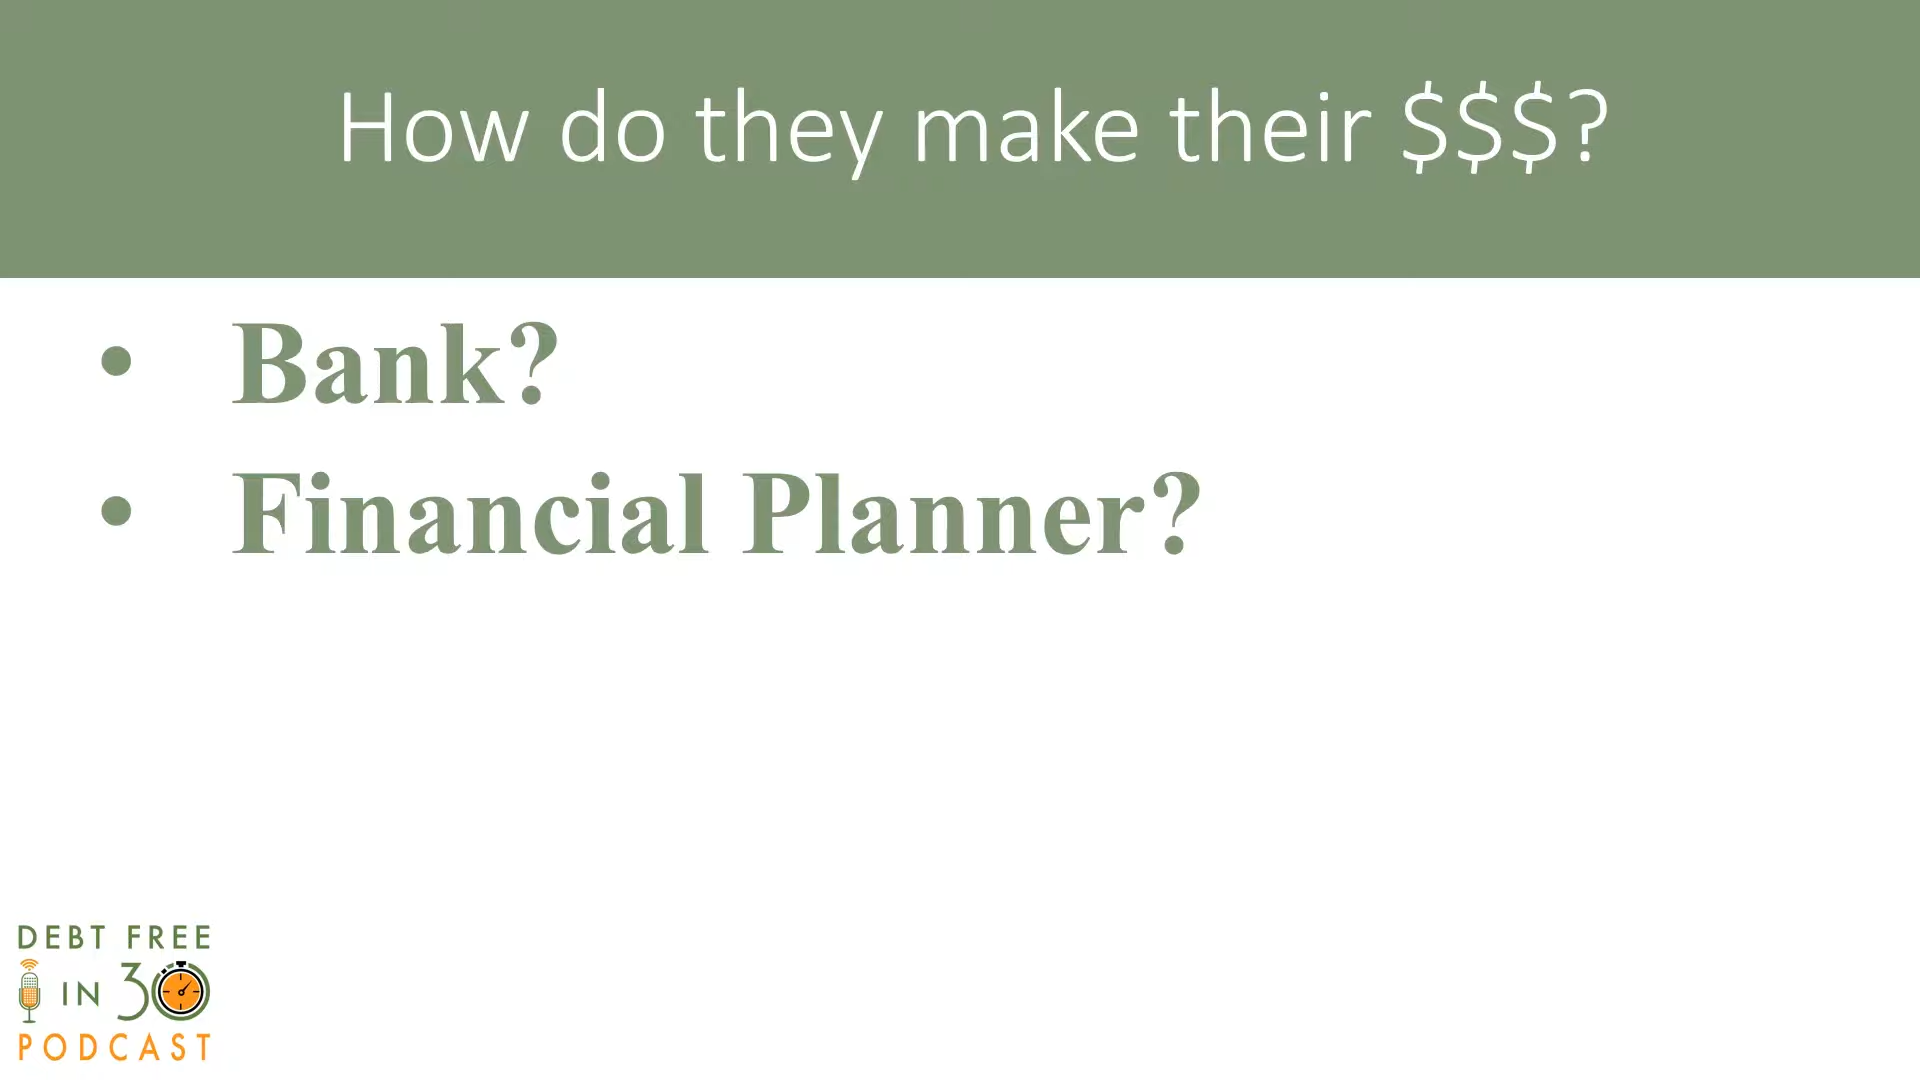 How do they make their $$$?
• Bank?
• Financial Planner?
DEBT FREE
IN 30
PODCAST